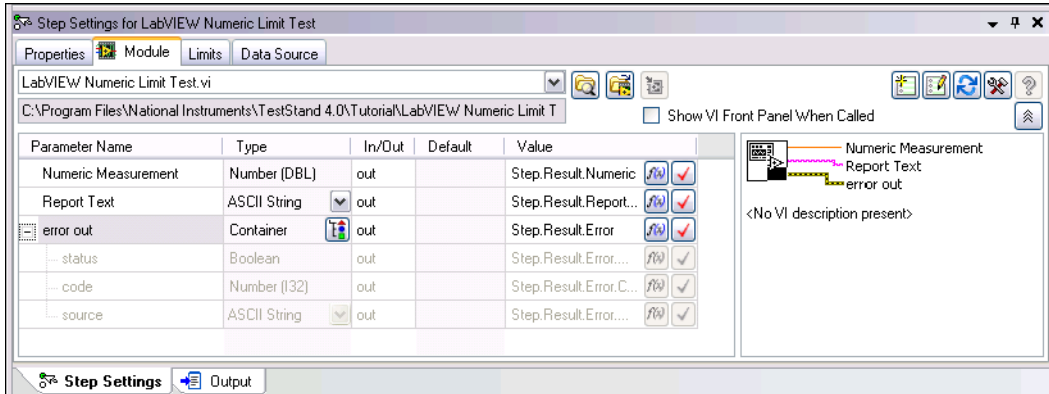 Step Settings for LabVIEW Numeric Limit Test
Properties Module Limits Data Source
LabVIEW Numeric Limit Test.vi
C:\Program Files\National Instruments\TestStand 4.0\Tutorial\LabVIEW Numeric Limit T
Show VI Front Panel When Called
Parameter Name Type In/Out Default Value
Numeric Measurement Number (DBL) out Step.Result.Numeric f(x)
Report Text ASCII String out Step.Result.Report... f(x)
error out Container out Step.Result.Error f(x)
status Boolean out Step.Result.Error.... f(x)
code Number (I32) out Step.Result.Error.C... f(x)
source ASCII String out Step.Result.Error.... f(x)
Numeric Measurement
Report Text
error out
<No VI description present>
Step Settings Output